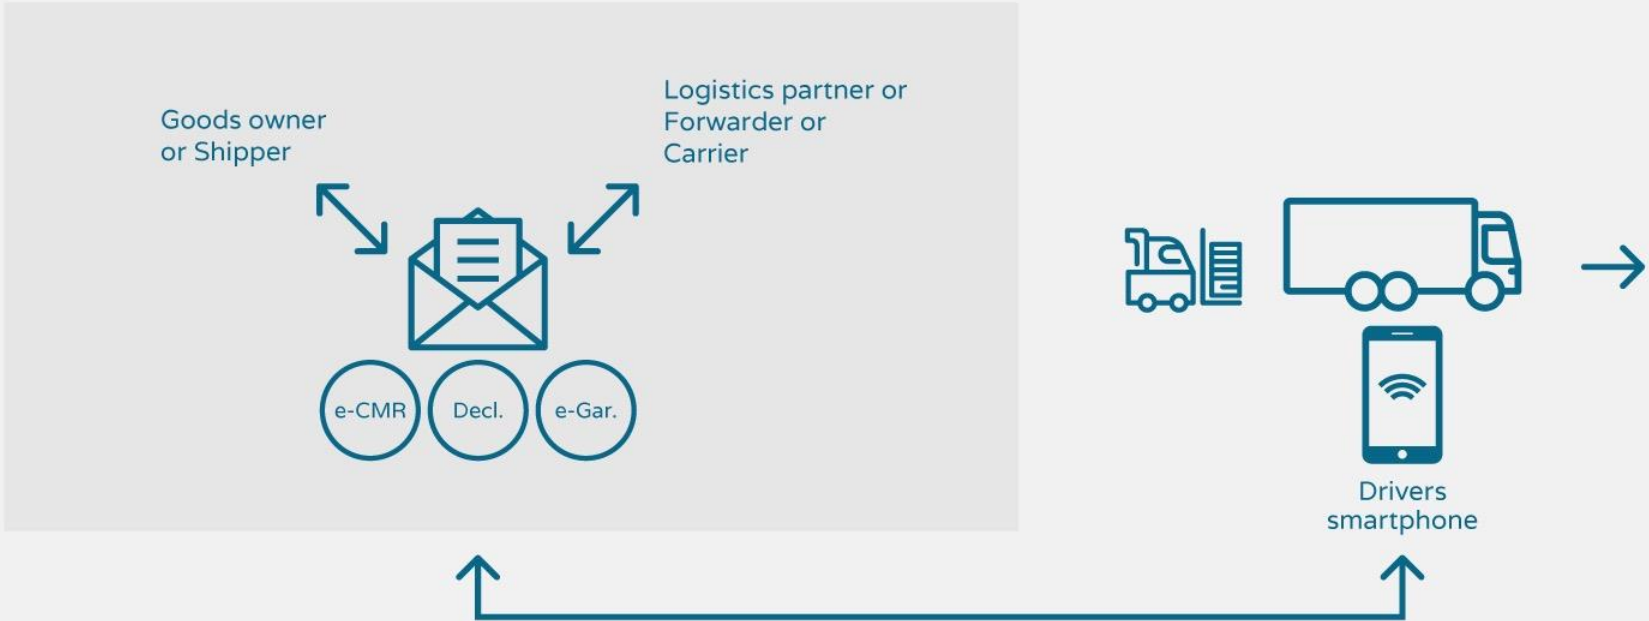 Goods owner
or Shipper
Logistics partner or
Forwarder or
Carrier
e-CMR
Decl.
e-Gar.
Drivers
smartphone